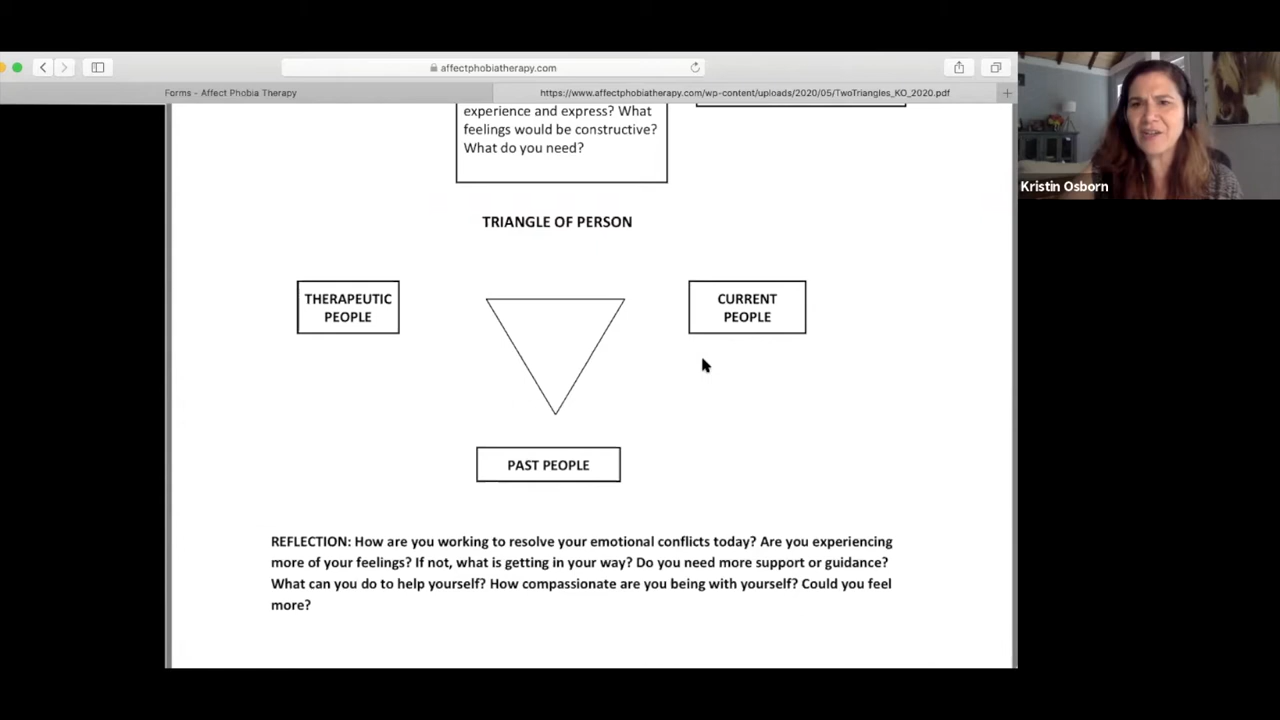 affectphobiatherapy.com
Forms - Affect Phobia Therapy
https://www.affectphobiatherapy.com/wp-content/uploads/2020/05/TwoTriangles_KO_2020.pdf
Kristin Osborn
experience and express? What
feelings would be constructive?
What do you need?
TRIANGLE OF PERSON
THERAPEUTIC
PEOPLE
CURRENT
PEOPLE
PAST PEOPLE
REFLECTION: How are you working to resolve your emotional conflicts today? Are you experiencing
more of your feelings? If not, what is getting in your way? Do you need more support or guidance?
What can you do to help yourself? How compassionate are you being with yourself? Could you feel
more?